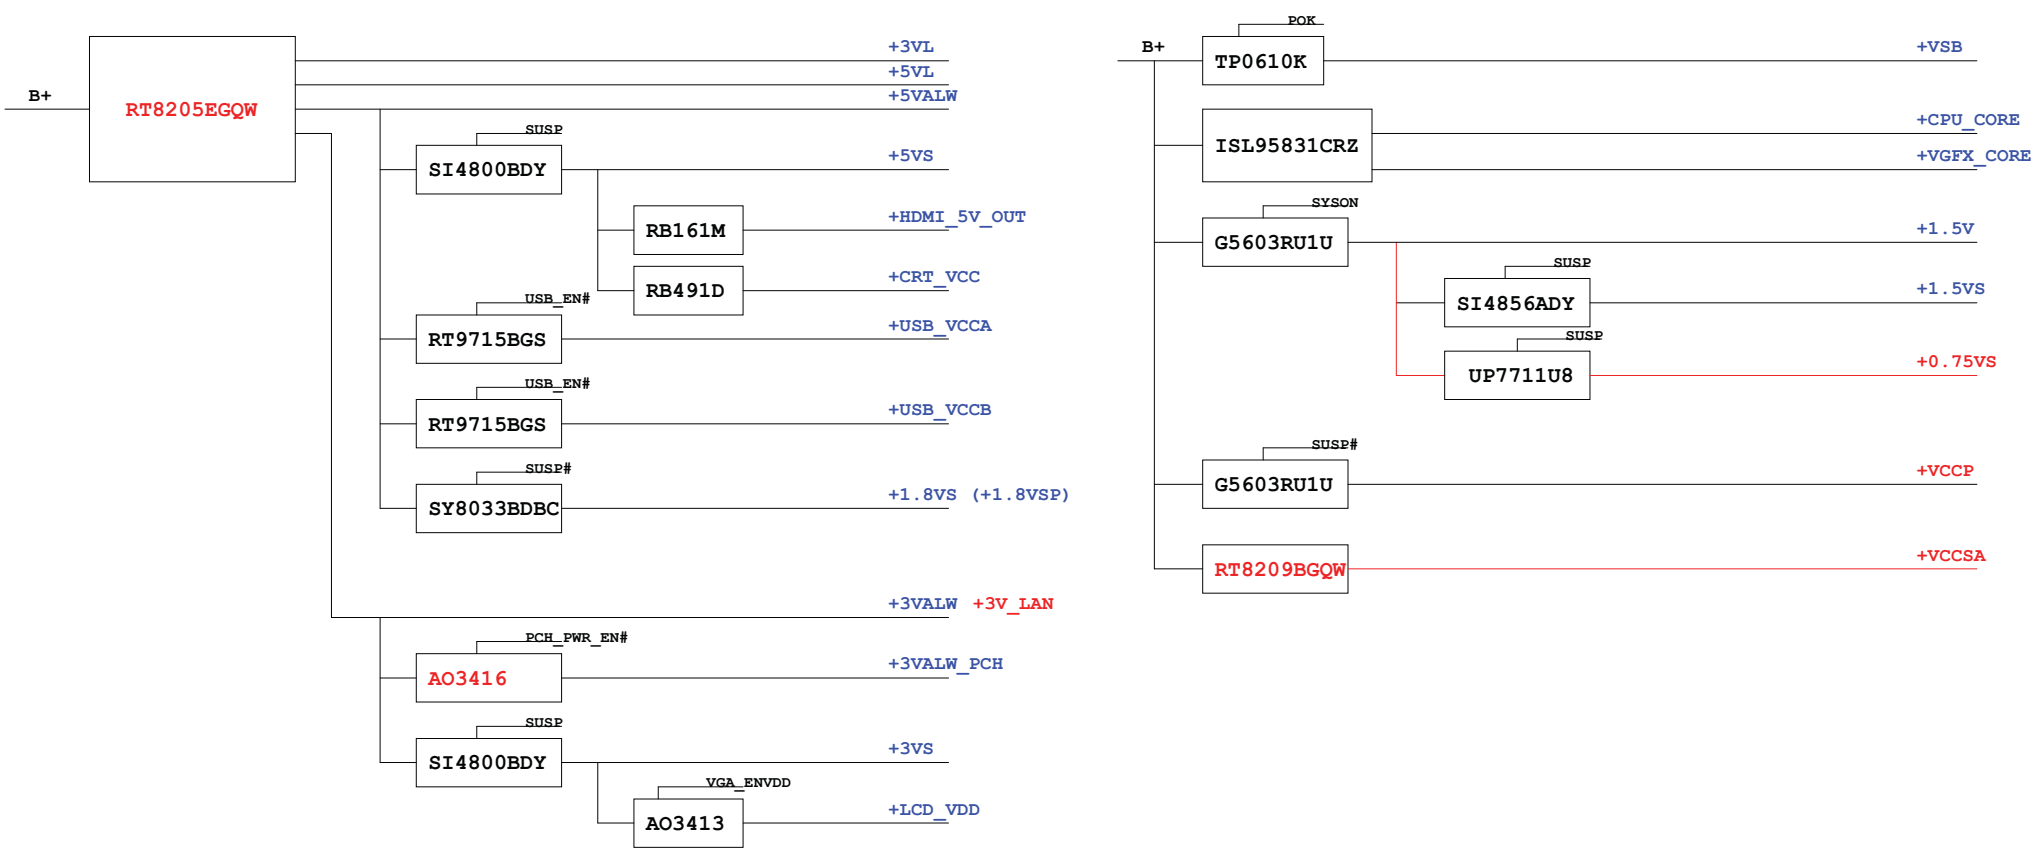 B+
RT8205EGQW
+3VL
+5VL
+5VALW
SUSP
SI4800BDY
+5VS
RB161M
+HDMI_5V_OUT
RB491D
+CRT_VCC
USB_EN#
RT9715BGS
+USB_VCCA
USB_EN#
RT9715BGS
+USB_VCCB
SUSP#
SY8033BDBC
+1.8VS (+1.8VSP)
+3VALW +3V_LAN
PCH_PWR_EN#
AO3416
+3VALW_PCH
SUSP
SI4800BDY
+3VS
VGA_ENVDD
AO3413
+LCD_VDD
B+
POK
TP0610K
+VSB
ISL95831CRZ
+CPU_CORE
+VGFX_CORE
SYSON
G5603RU1U
+1.5V
SUSP
SI4856ADY
+1.5VS
SUSP
UP7711U8
+0.75VS
SUSP#
G5603RU1U
+VCCP
RT8209BGQW
+VCCSA